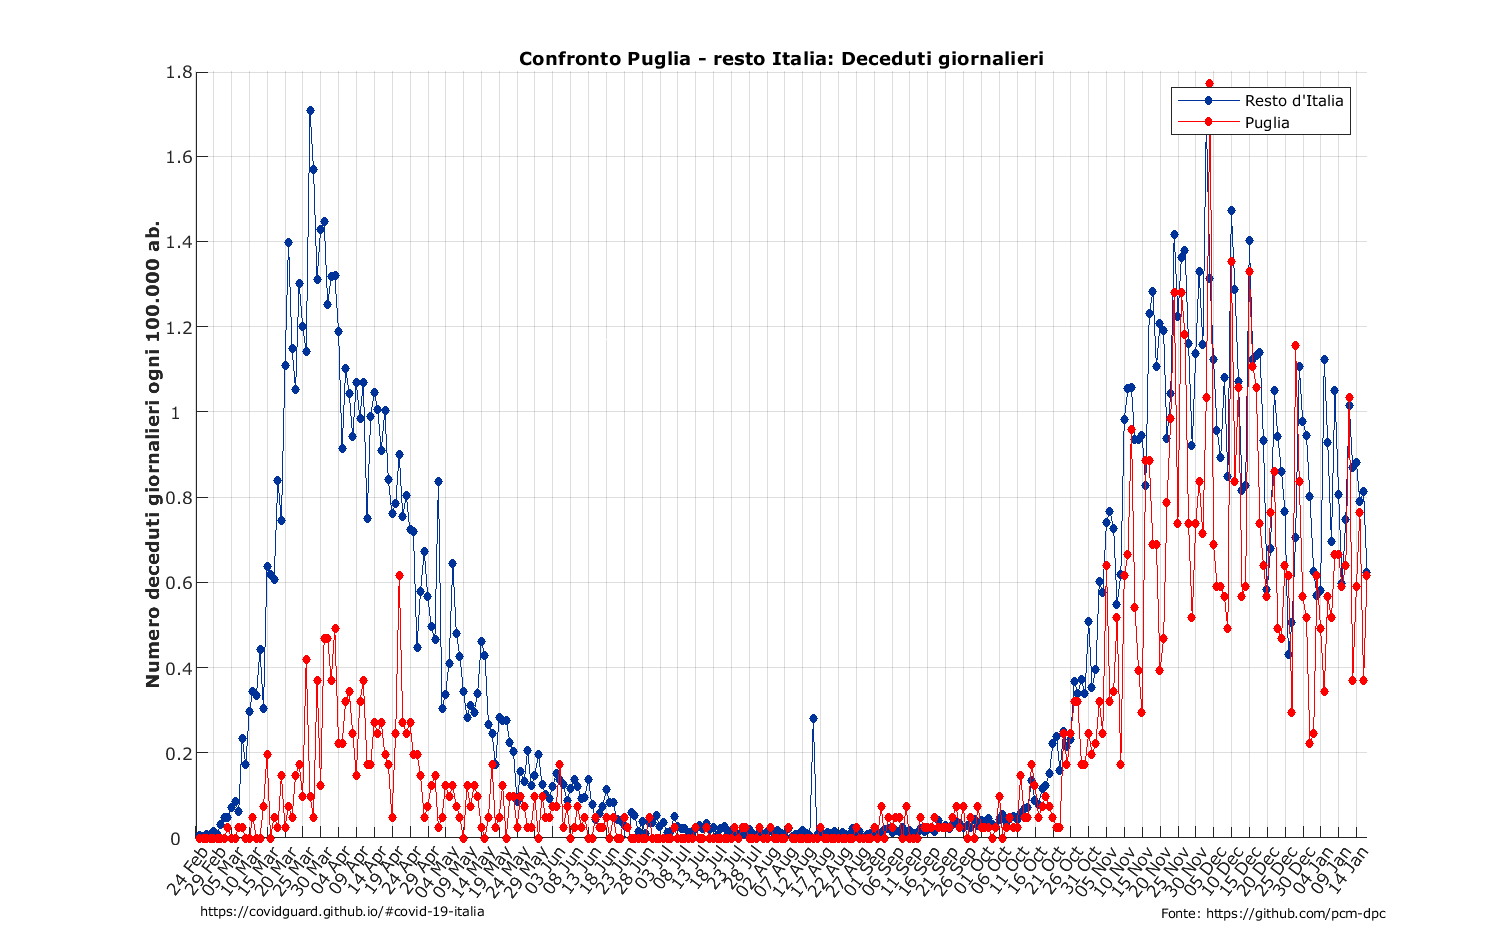 Confronto Puglia - resto Italia: Deceduti giornalieri
Numero deceduti giornalieri ogni 100.000 ab.
1.8
1.6
1.4
1.2
1
0.8
0.6
0.4
0.2
0
Resto d'Italia
Puglia
24 Feb
29 Feb
05 Mar
10 Mar
15 Mar
20 Mar
25 Mar
30 Mar
04 Apr
09 Apr
14 Apr
19 Apr
24 Apr
29 Apr
04 May
09 May
14 May
19 May
24 May
29 May
03 Jun
08 Jun
13 Jun
18 Jun
23 Jun
28 Jun
03 Jul
08 Jul
13 Jul
18 Jul
23 Jul
28 Jul
02 Aug
07 Aug
12 Aug
17 Aug
22 Aug
27 Aug
01 Sep
06 Sep
11 Sep
16 Sep
21 Sep
26 Sep
01 Oct
06 Oct
11 Oct
16 Oct
21 Oct
26 Oct
31 Oct
05 Nov
10 Nov
15 Nov
20 Nov
25 Nov
30 Nov
05 Dec
10 Dec
15 Dec
20 Dec
25 Dec
30 Dec
04 Jan
09 Jan
14 Jan
https://covidguard.github.io/#covid-19-italia
Fonte: https://github.com/pcm-dpc